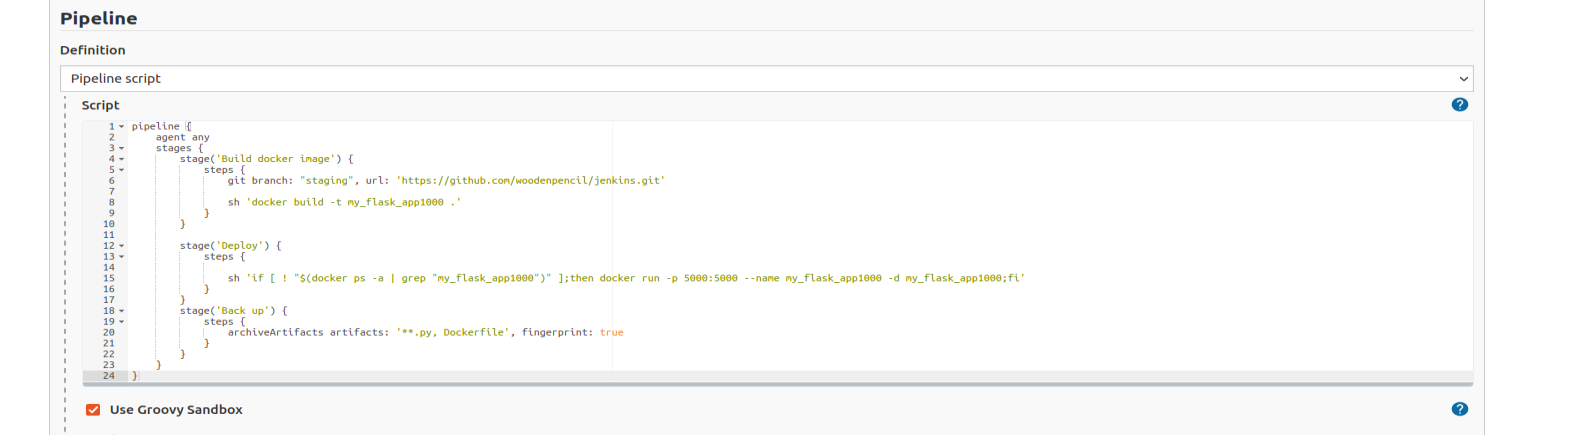 Pipeline
Definition
Pipeline script
Script
?
1 pipeline {
2     agent any
3     stages {
4         stage('Build docker image') {
5             steps {
6                 git branch: "staging", url: 'https://github.com/woodenpencil/jenkins.git'
7
8                 sh 'docker build -t my_flask_app1000 .'
9             }
10         }
11
12         stage('Deploy') {
13             steps {
14
15                 sh 'if [ ! "$(docker ps -a | grep "my_flask_app1000")" ];then docker run -p 5000:5000 --name my_flask_app1000 -d my_flask_app1000;fi'
16             }
17         }
18         stage('Back up') {
19             steps {
20                 archiveArtifacts artifacts: '**.py, Dockerfile', fingerprint: true
21             }
22         }
23     }
24 }
Use Groovy Sandbox
?